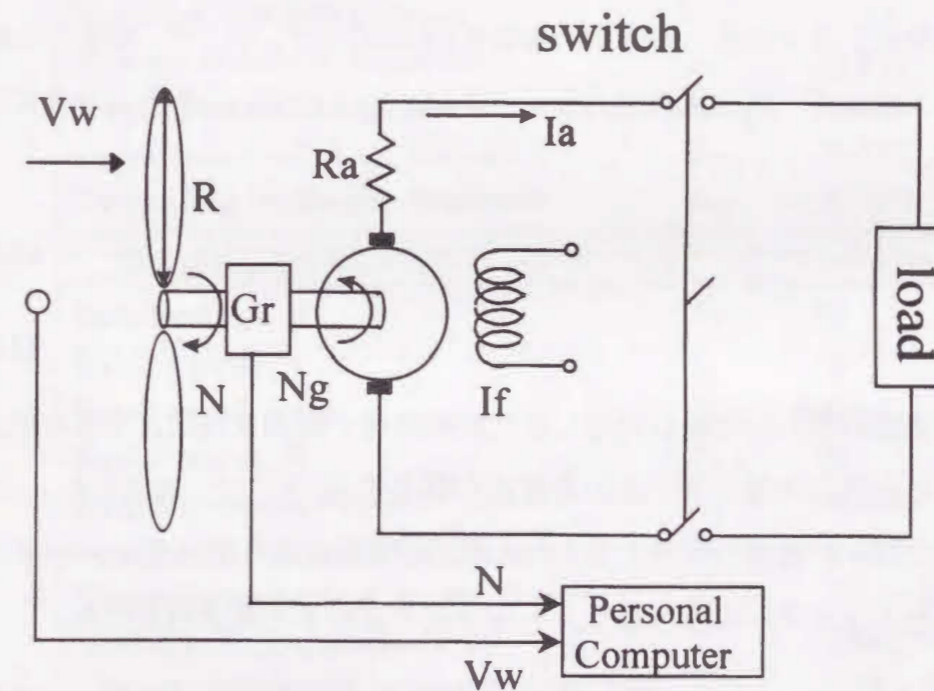 switch
Vw
Ia
Ra
R
load
Gr
N
Ng
If
N
Personal
Computer
Vw